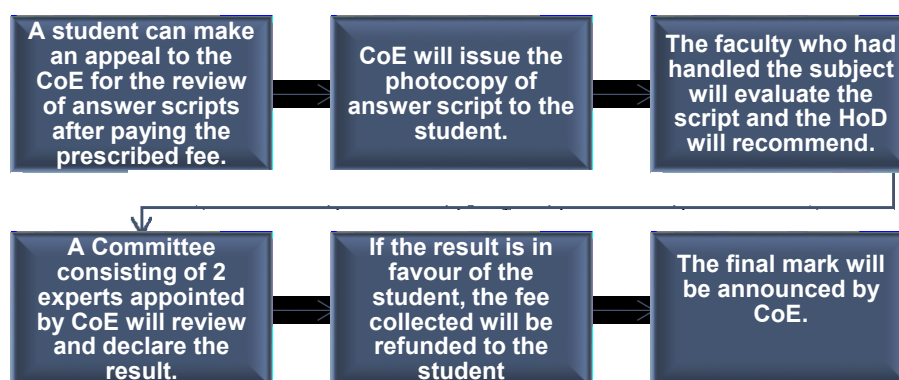 A student can make
an appeal to the
CoE for the review
of answer scripts
after paying the
prescribed fee.
CoE will issue the
photocopy of
answer script to the
student.
The faculty who had
handled the subject
will evaluate the
script and the HoD
will recommend.
A Committee
consisting of 2
experts appointed
by CoE will review
and declare the
result.
If the result is in
favour of the
student, the fee
collected will be
refunded to the
student
The final mark will
be announced by
CoE.